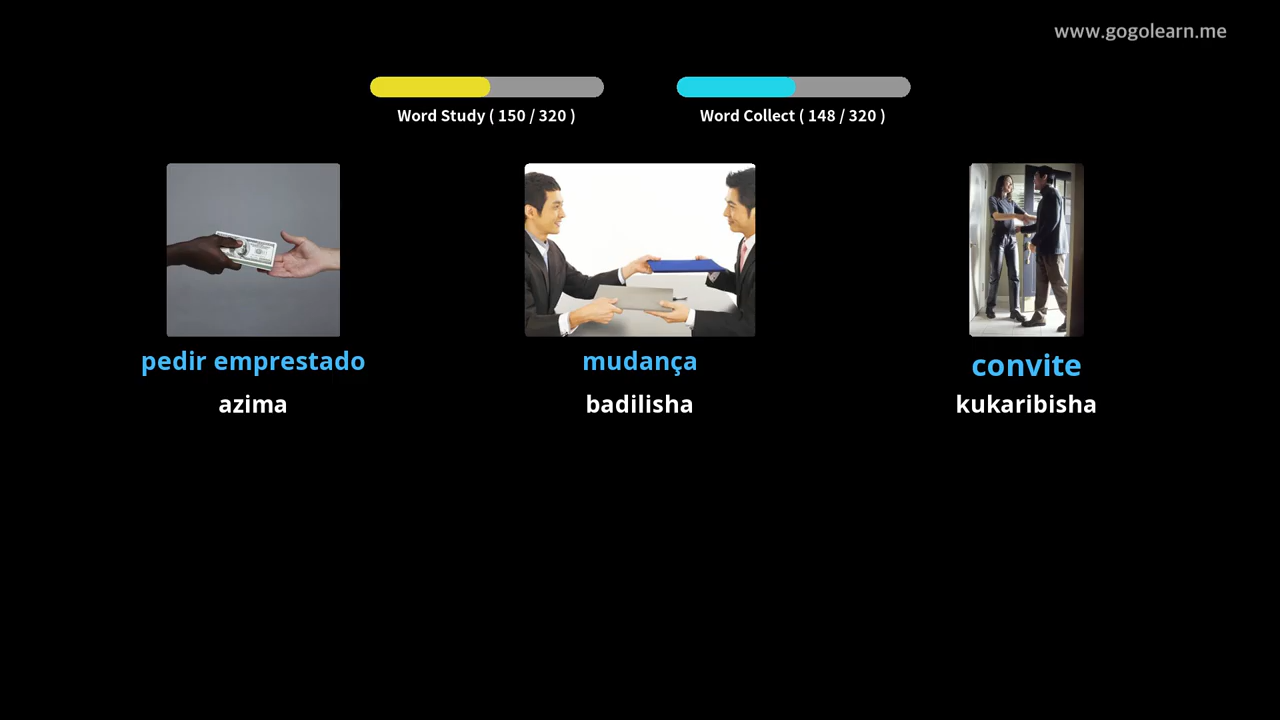 www.gogolearn.me
Word Study ( 150 / 320 )
Word Collect ( 148 / 320 )
pedir emprestado
azima
mudança
badilisha
convite
kukaribisha